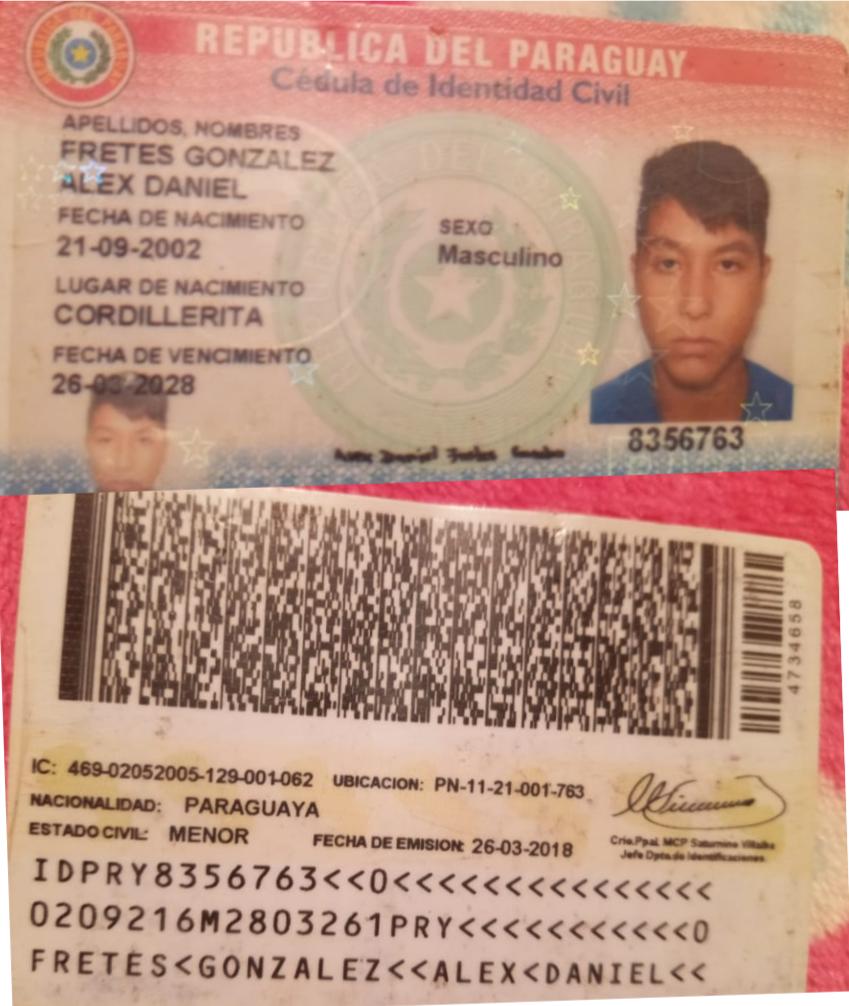 REPUBLICA DEL PARAGUAY
Cédula de Identidad Civil
APELLIDOS, NOMBRES
FRETES GONZALEZ
ALEX DANIEL
FECHA DE NACIMIENTO
21-09-2002
SEXO
Masculino
LUGAR DE NACIMIENTO
CORDILLERITA
FECHA DE VENCIMIENTO
26-03-2028
8356763
Alex Daniel
4734658
IC: 469-02052005-129-001-062 UBICACION: PN-11-21-001-763
NACIONALIDAD: PARAGUAYA
ESTADO CIVIL: MENOR FECHA DE EMISION: 26-03-2018
Crio.Ppal. MCP Saturnino Villalba
Jefe Dpto.de Identificaciones.
IDPRY8356763<<0<<<<<<<<<<<<<<<
0209216M2803261PRY<<<<<<<<<<<0
FRETES<GONZALEZ<<ALEX<DANIEL<<